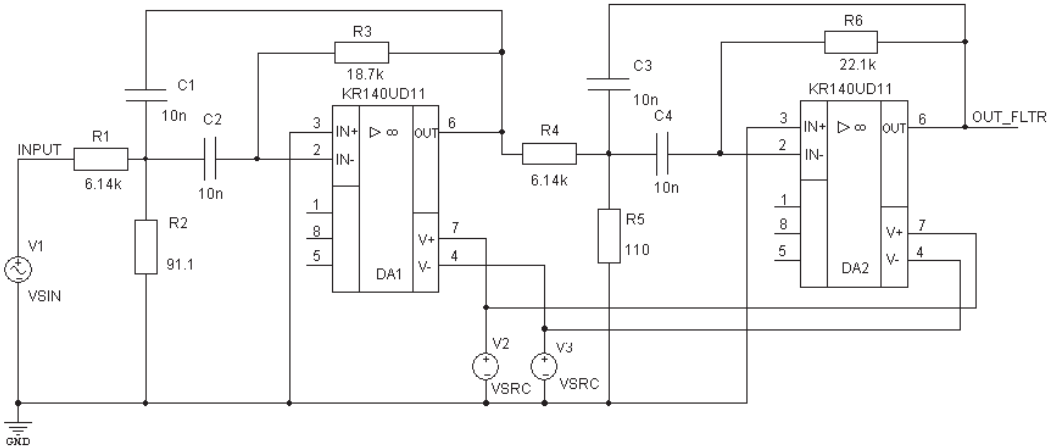 R3
18.7k
R6
22.1k
C1
10n
C2
10n
KR140UD11
3 IN+ ▷ ∞ OUT 6
2 IN-
1
8
5
V+ 7
V- 4
DA1
C3
10n
C4
10n
KR140UD11
3 IN+ ▷ ∞ OUT 6
2 IN-
1
8
5
V+ 7
V- 4
DA2
OUT_FLTR
INPUT
R1
6.14k
R4
6.14k
R2
91.1
R5
110
V1
VSIN
V2
VSRC
V3
VSRC
GND